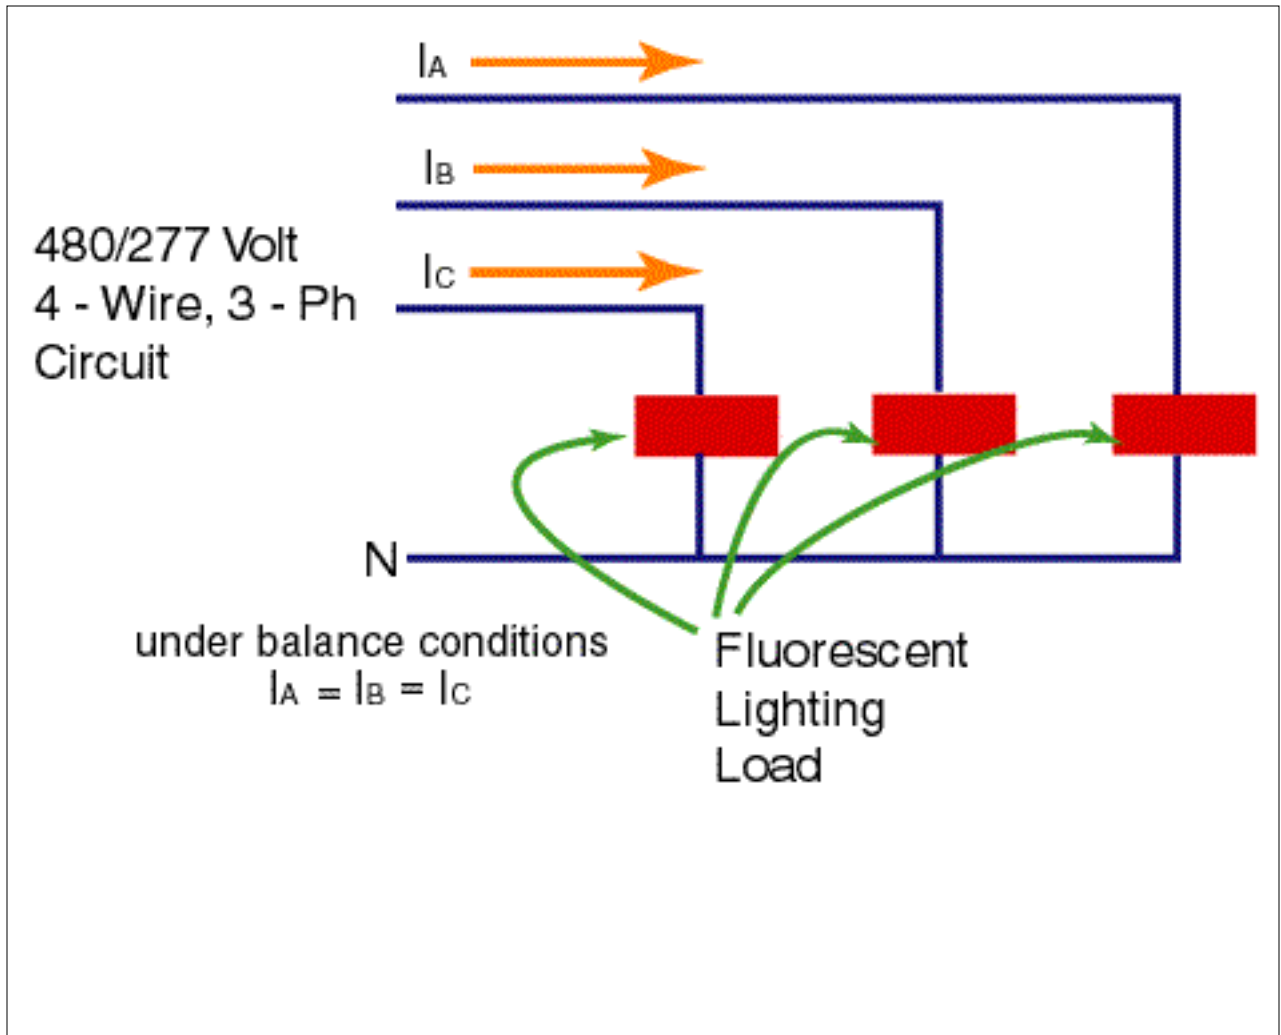 IA
IB
IC
480/277 Volt
4 - Wire, 3 - Ph
Circuit
N
under balance conditions
IA = IB = IC
Fluorescent
Lighting
Load